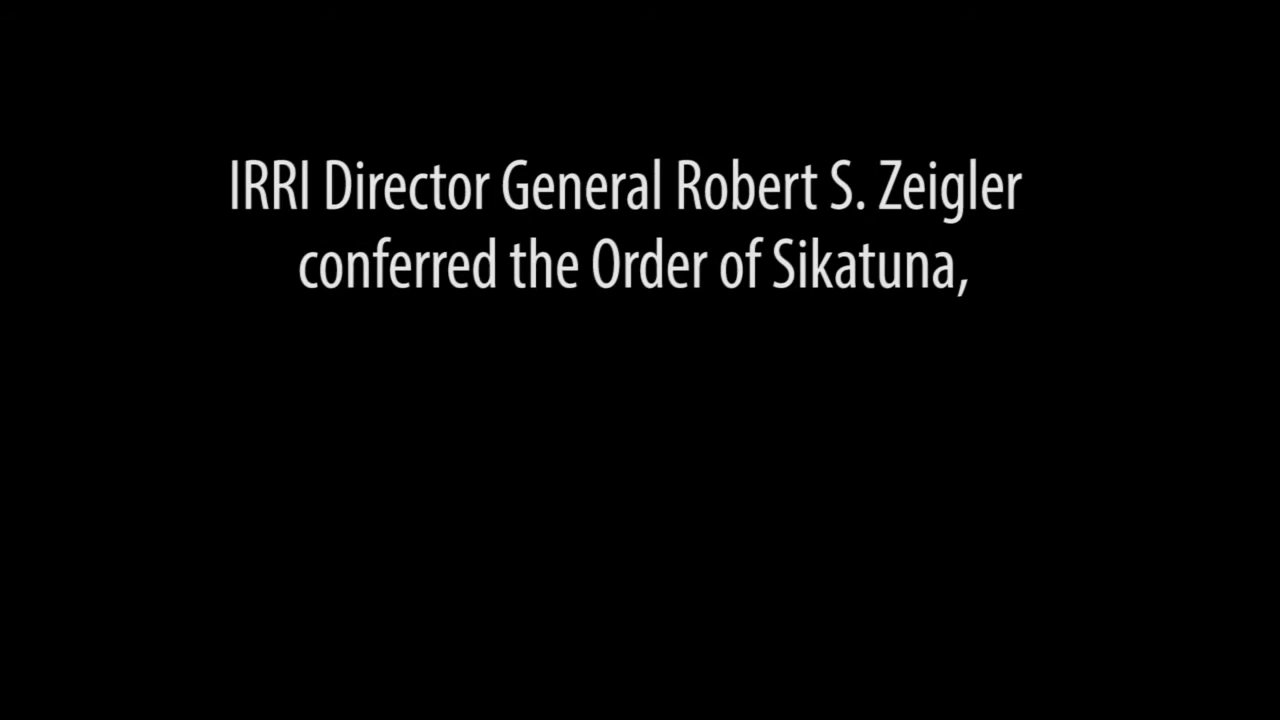 IRRI Director General Robert S. Zeigler
conferred the Order of Sikatuna,